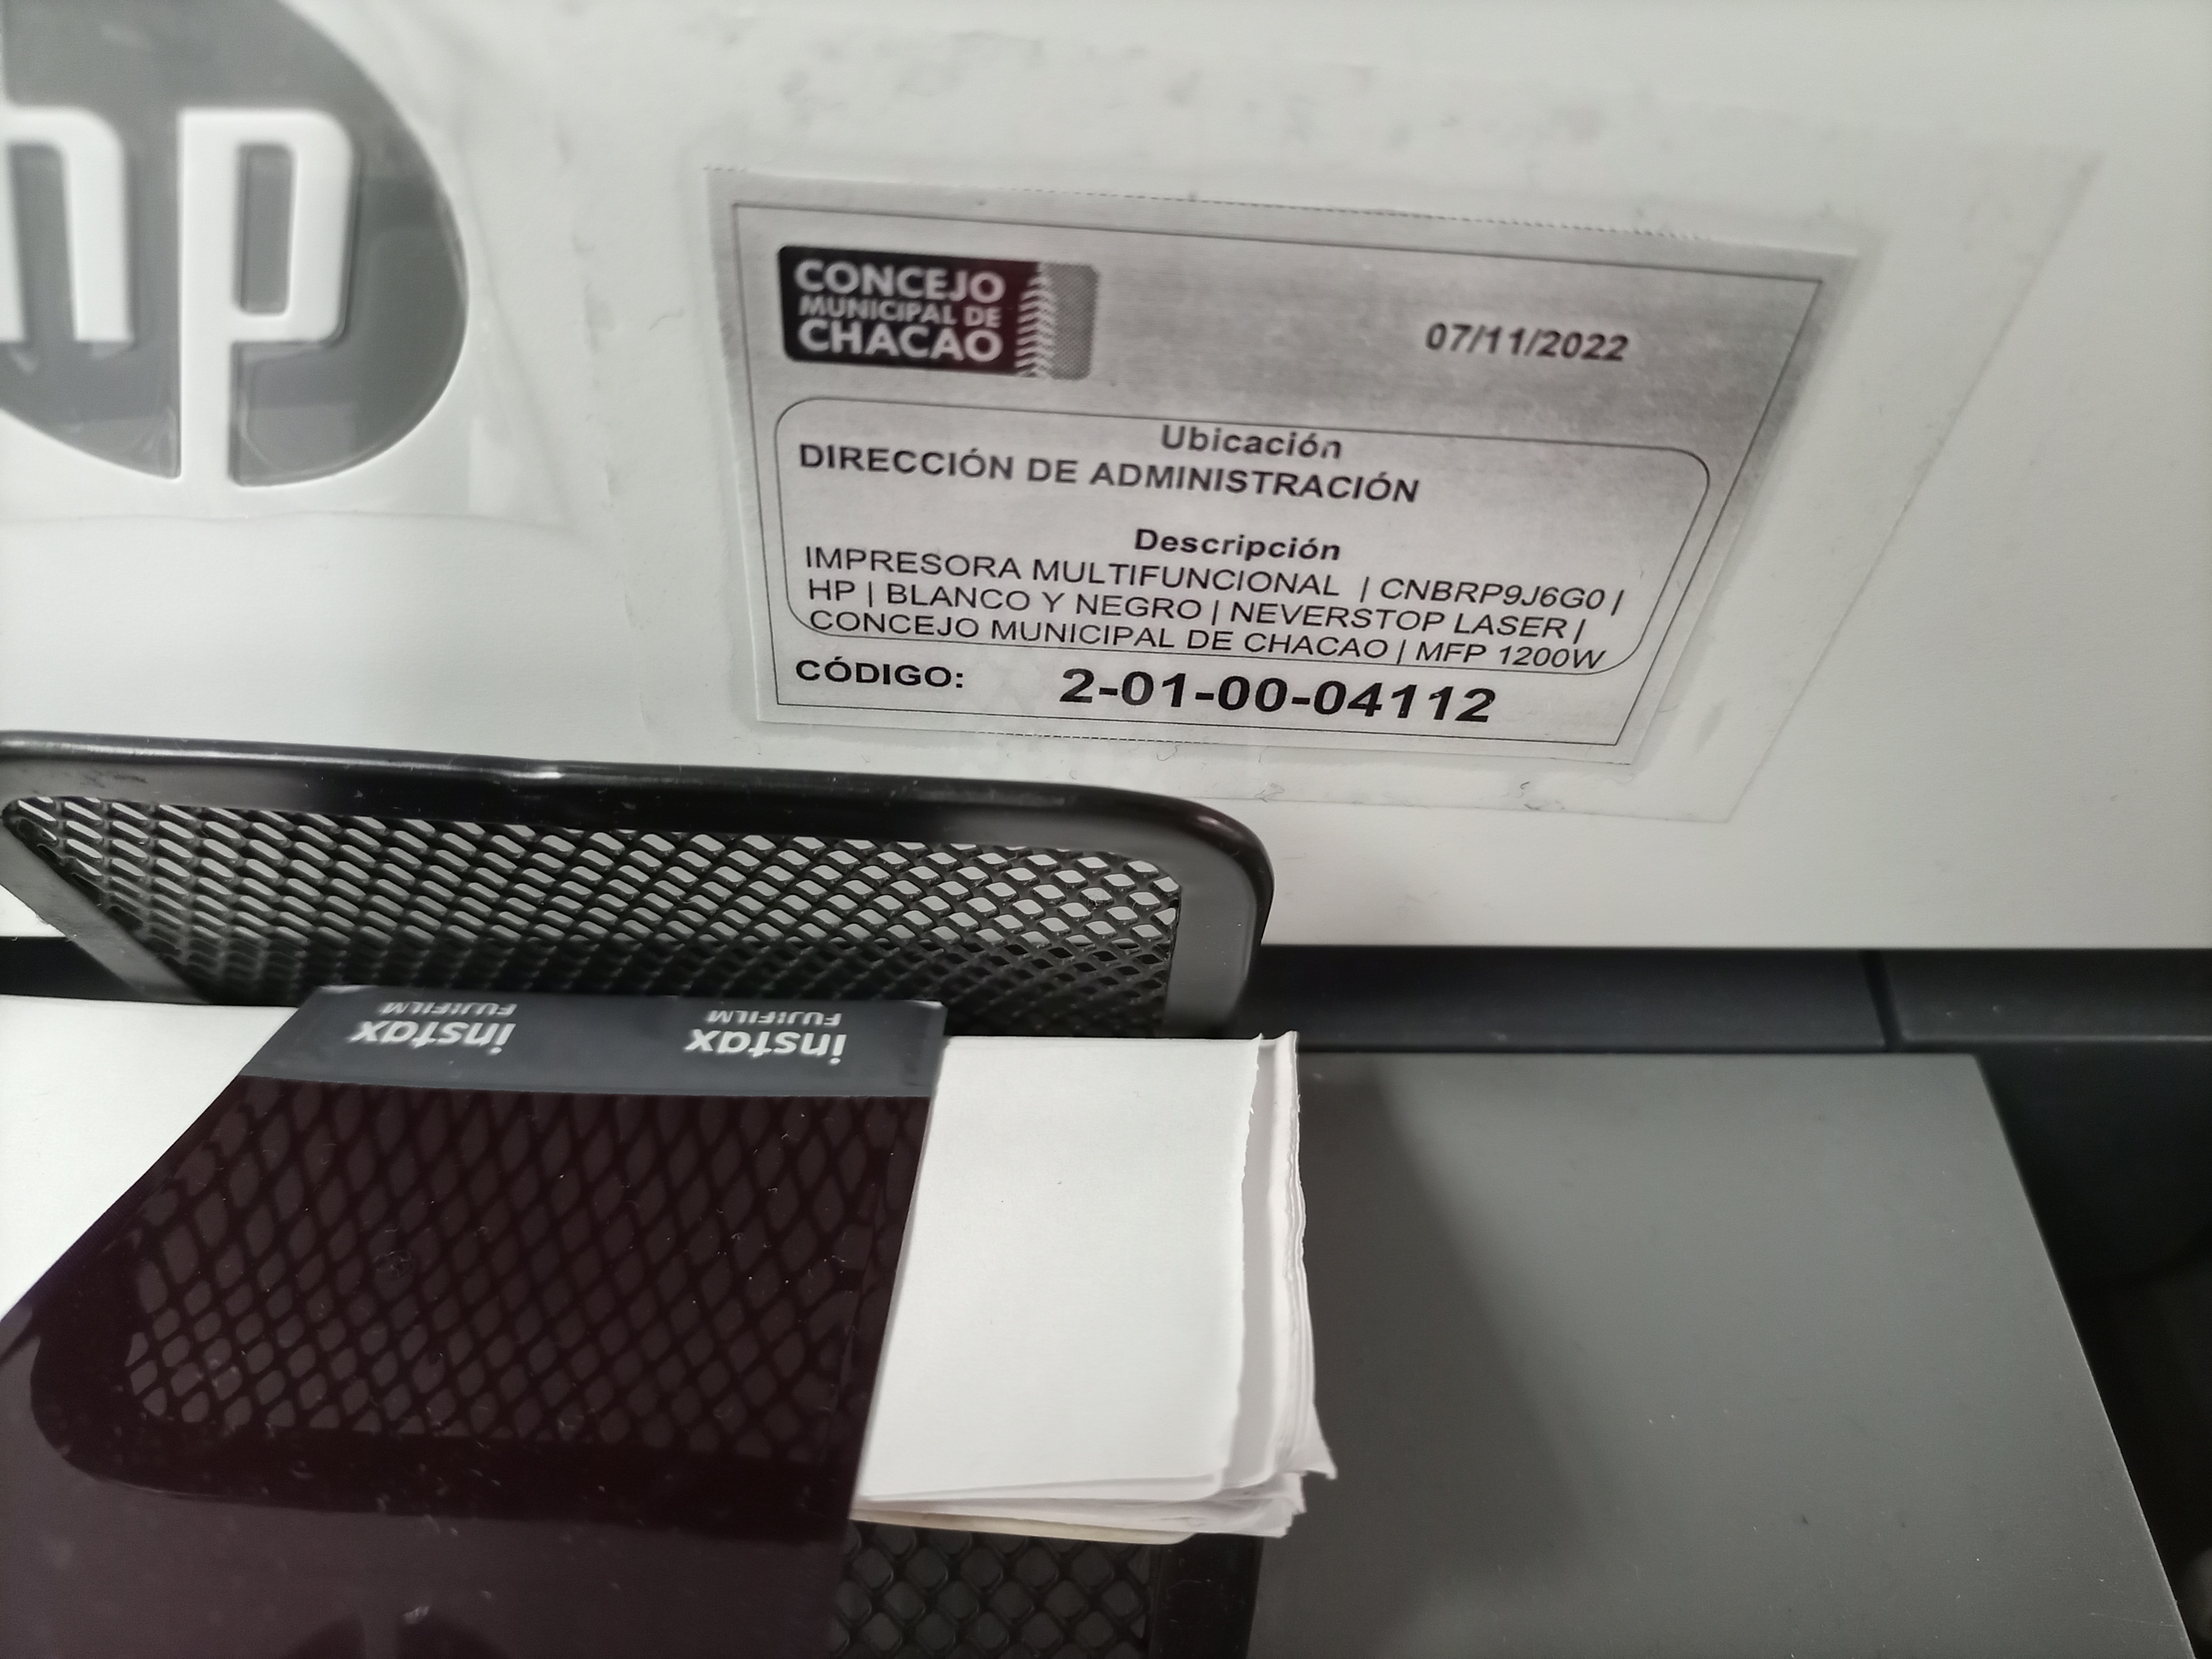 hp
CONCEJO
MUNICIPAL DE
CHACAO
07/11/2022
Ubicación
DIRECCIÓN DE ADMINISTRACIÓN
Descripción
IMPRESORA MULTIFUNCIONAL | CNBRP9J6G0 |
HP | BLANCO Y NEGRO | NEVERSTOP LASER |
CONCEJO MUNICIPAL DE CHACAO | MFP 1200W
CÓDIGO: 2-01-00-04112
instax
FUJIFILM
instax
FUJIFILM